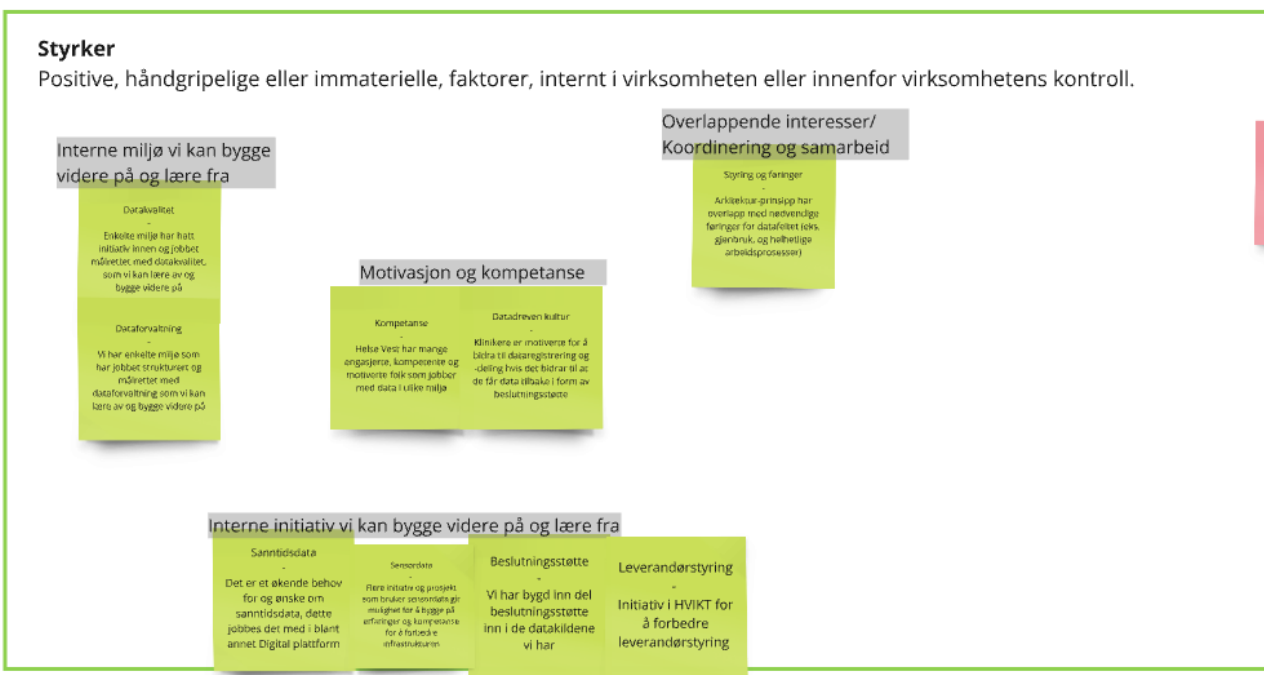 Styrker
Positive, håndgripelige eller immaterielle, faktorer, internt i virksomheten eller innenfor virksomhetens kontroll.
Interne miljø vi kan bygge
videre på og lære fra
Datakvalitet
-
Enkelte miljø har hatt
initiativ innen og jobbet
målrettet med datakvalitet,
som vi kan lære av og
bygge videre på
Dataforvaltning
-
Vi har enkelte miljø som
har jobbet strukturert og
målrettet med
dataforvaltning som vi kan
lære av og bygge videre på
Motivasjon og kompetanse
Kompetanse
-
Helse Vest har mange
engasjerte, kompetente og
motiverte folk som jobber
med data i ulike miljø
Datadreven kultur
-
Klinikere er motiverte for å
bidra til dataregistrering og
-deling hvis det bidrar til at
de får data tilbake i form av
beslutningsstøtte
Overlappende interesser/
Koordinering og samarbeid
Styring og føringer
-
Arkitektur-prinsipp har
overlapp med nødvendige
føringer for datafeltet (eks.
gjenbruk, og helhetlige
arbeidsprosesser)
Interne initiativ vi kan bygge videre på og lære fra
Sanntidsdata
-
Det er et økende behov
for og ønske om
sanntidsdata, dette
jobbes det med i blant
annet Digital plattform
Sensordata
-
Flere initiativ og prosjekt
som bruker sensordata gir
mulighet for å bygge på
erfaringer og kompetanse
for å forbedre
infrastrukturen
Beslutningsstøtte
-
Vi har bygd inn del
beslutningsstøtte
inn i de datakildene
vi har
Leverandørstyring
-
Initiativ i HVIKT for
å forbedre
leverandørstyring